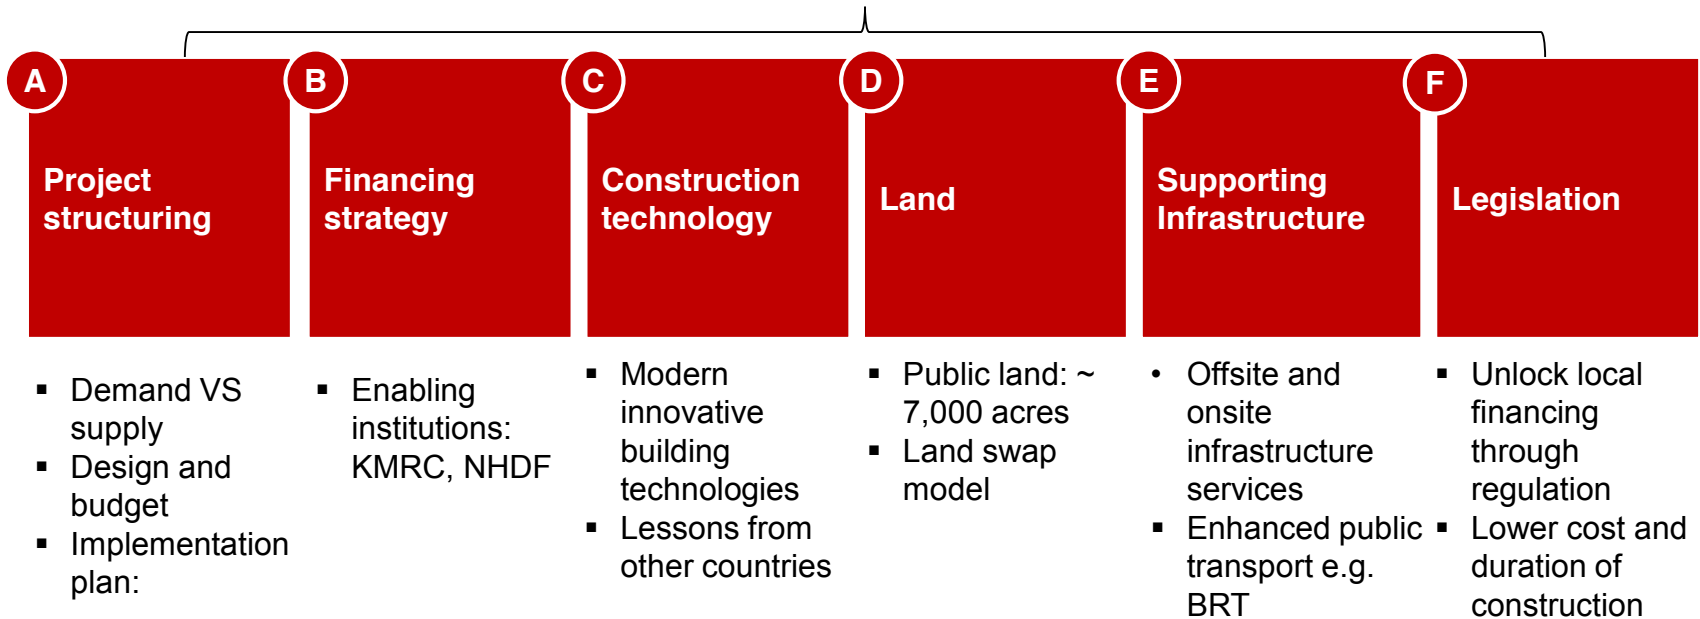 A
Project
structuring
▪ Demand VS
supply
▪ Design and
budget
▪ Implementation
plan:
B
Financing
strategy
▪ Enabling
institutions:
KMRC, NHDF
C
Construction
technology
▪ Modern
innovative
building
technologies
▪ Lessons from
other countries
D
Land
▪ Public land: ~
7,000 acres
▪ Land swap
model
E
Supporting
Infrastructure
• Offsite and
onsite
infrastructure
services
▪ Enhanced public
transport e.g.
BRT
F
Legislation
▪ Unlock local
financing
through
regulation
▪ Lower cost and
duration of
construction